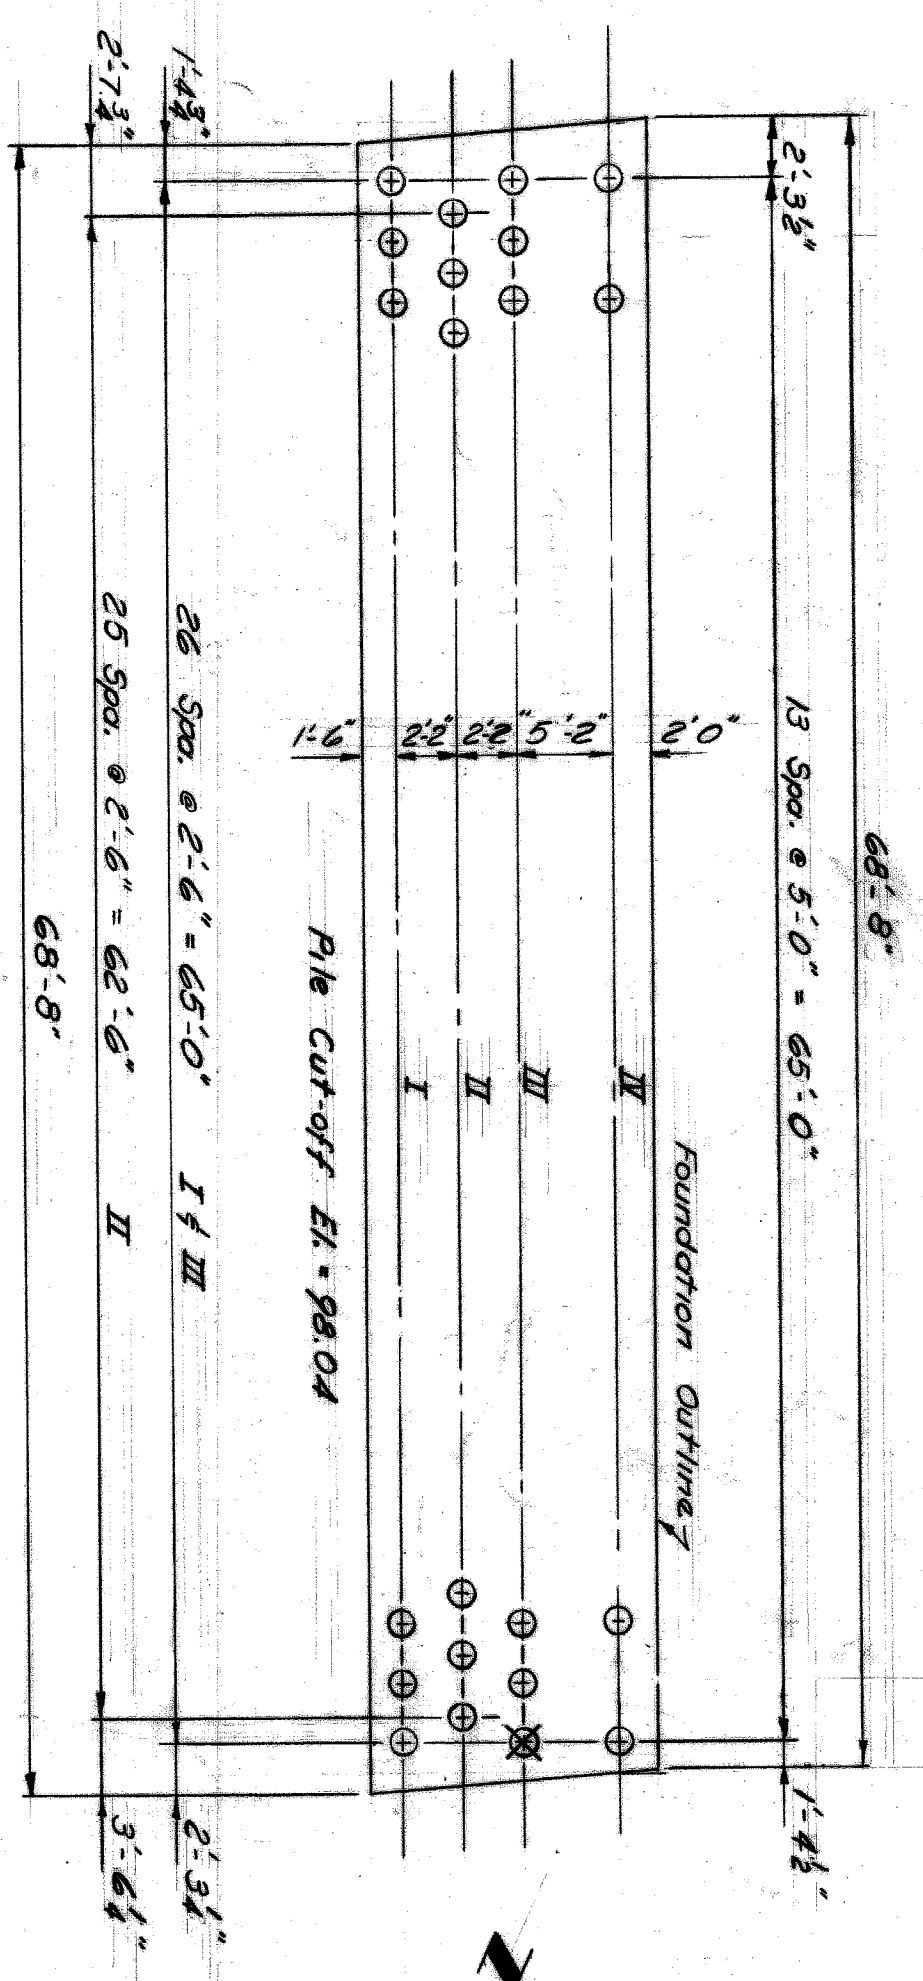 68'-8"
13 Spa. @ 5'-0" = 65'-0"
2'-3½"
1'-4½"
Foundation Outline
IV
III
II
I
1'-6"
2'-2"
2'-2"
5'-2"
2'0"
Pile Cut-off El. = 98.04
1'-4¾"
26 Spa. @ 2'-6" = 65'-0" I & III
2'-3¼"
2'-7¾"
25 Spa. @ 2'-6" = 62'-6" II
3'-6¼"
68'-8"
N